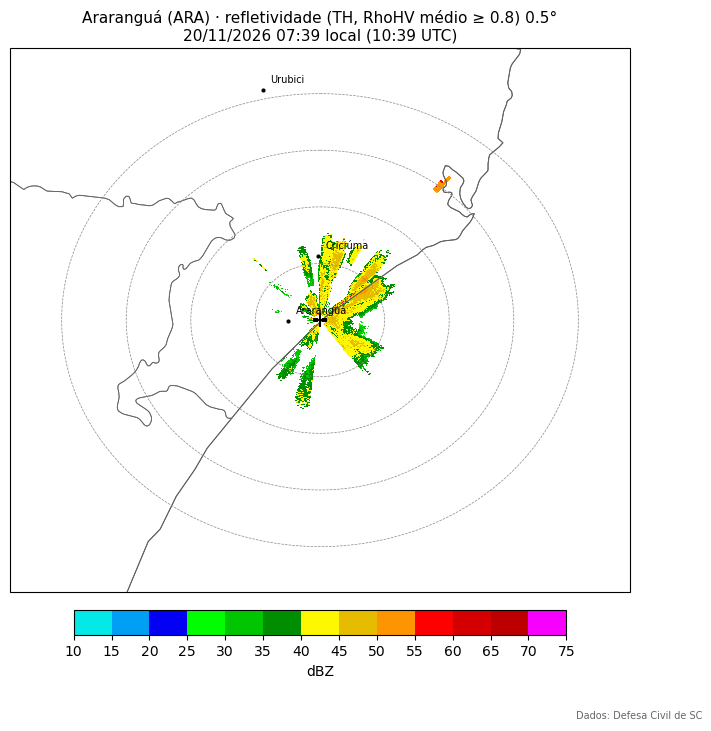 Araranguá (ARA) · refletividade (TH, RhoHV médio ≥ 0.8) 0.5°
20/11/2026 07:39 local (10:39 UTC)
Urubici
Criciúma
Araranguá
10 15 20 25 30 35 40 45 50 55 60 65 70 75
dBZ
Dados: Defesa Civil de SC